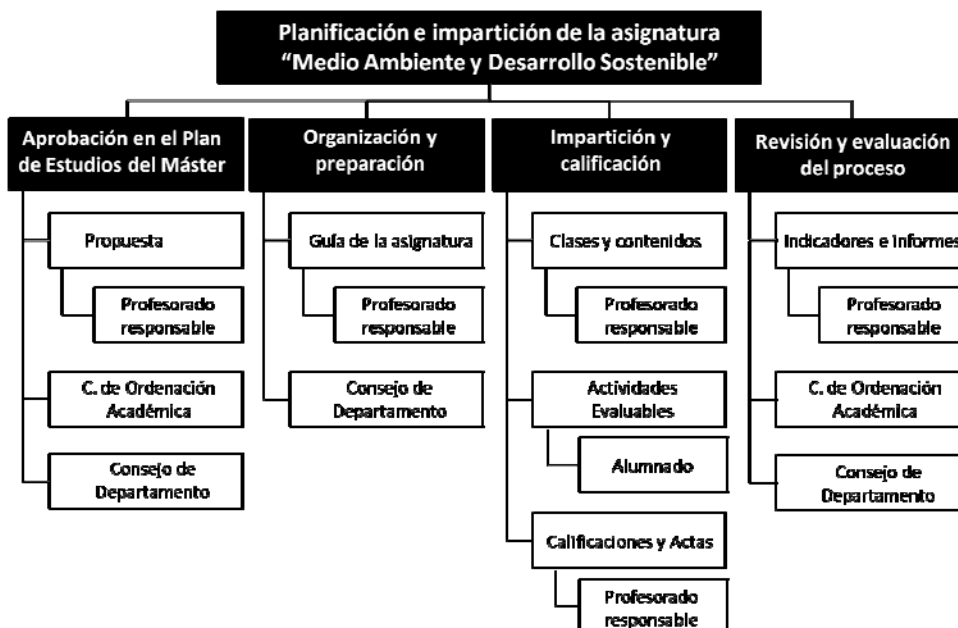 Planificación e impartición de la asignatura
“Medio Ambiente y Desarrollo Sostenible”
Aprobación en el Plan
de Estudios del Máster
Propuesta
Profesorado
responsable
C. de Ordenación
Académica
Consejo de
Departamento
Organización y
preparación
Guía de la asignatura
Profesorado
responsable
Consejo de
Departamento
Impartición y
calificación
Clases y contenidos
Profesorado
responsable
Actividades
Evaluables
Alumnado
Calificaciones y Actas
Profesorado
responsable
Revisión y evaluación
del proceso
Indicadores e informes
Profesorado
responsable
C. de Ordenación
Académica
Consejo de
Departamento